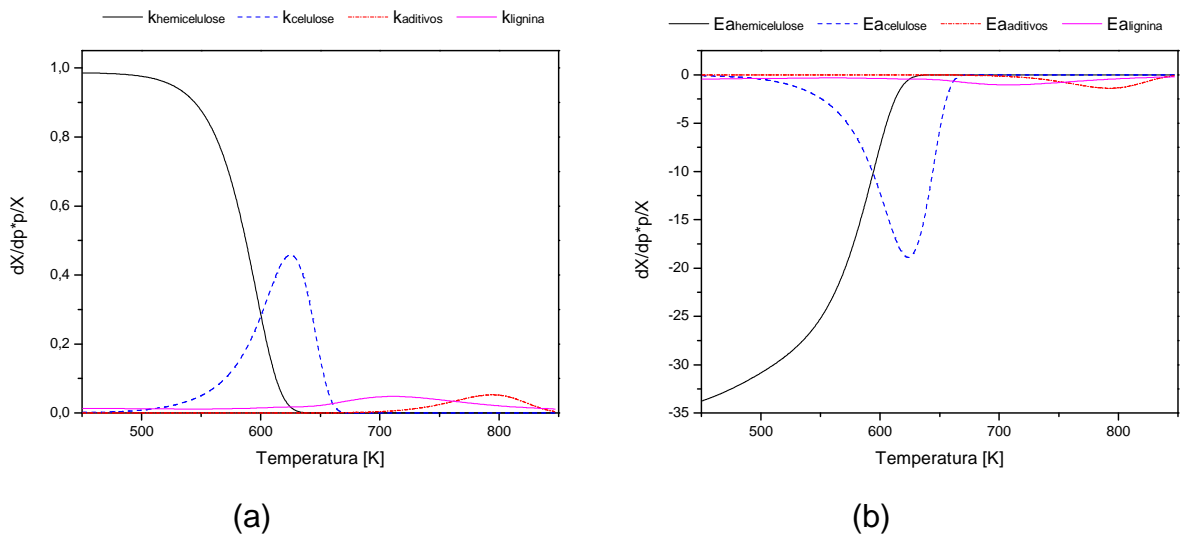 khemicelulose kcelulose kaditivos klignina
1,0
0,8
0,6
0,4
0,2
0,0
500 600 700 800
dX/dp*p/X
Temperatura [K]
(a)
Eahemicelulose Eacelulose Eaaditivos Ealignina
0
-5
-10
-15
-20
-25
-30
-35
500 600 700 800
dX/dp*p/X
Temperatura [K]
(b)